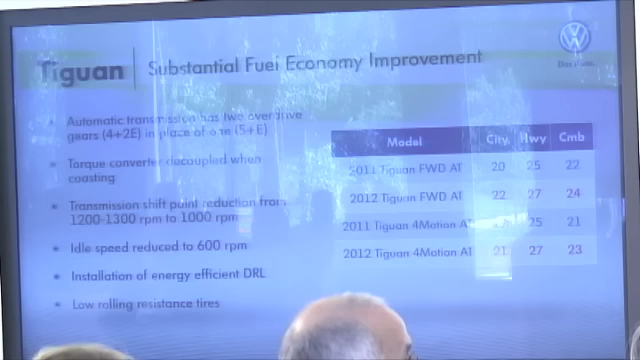 Tiguan
Substantial Fuel Economy Improvement
Das Auto.
Automatic transmission has two overdrive
gears (4+2E) in place of one (5+E)
Torque converter decoupled when
coasting
Transmission shift point reduction from
1200-1300 rpm to 1000 rpm
Idle speed reduced to 600 rpm
Installation of energy efficient DRL
Low rolling resistance tires
Model City Hwy Cmb
2011 Tiguan FWD AT 20 25 22
2012 Tiguan FWD AT 22 27 24
2011 Tiguan 4Motion AT 25 21
2012 Tiguan 4Motion AT 21 27 23